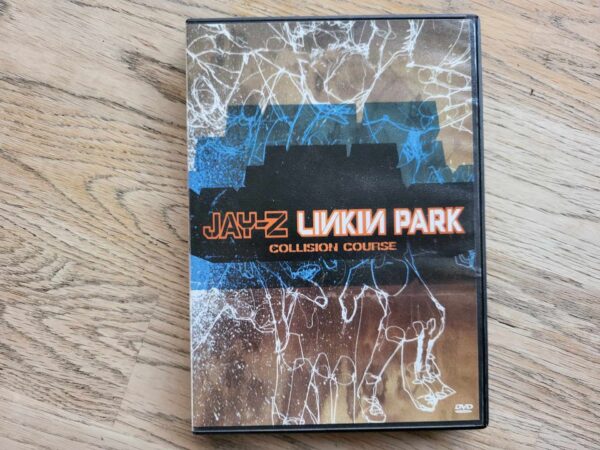 JAY-Z LINKIN PARK
COLLISION COURSE
DVD